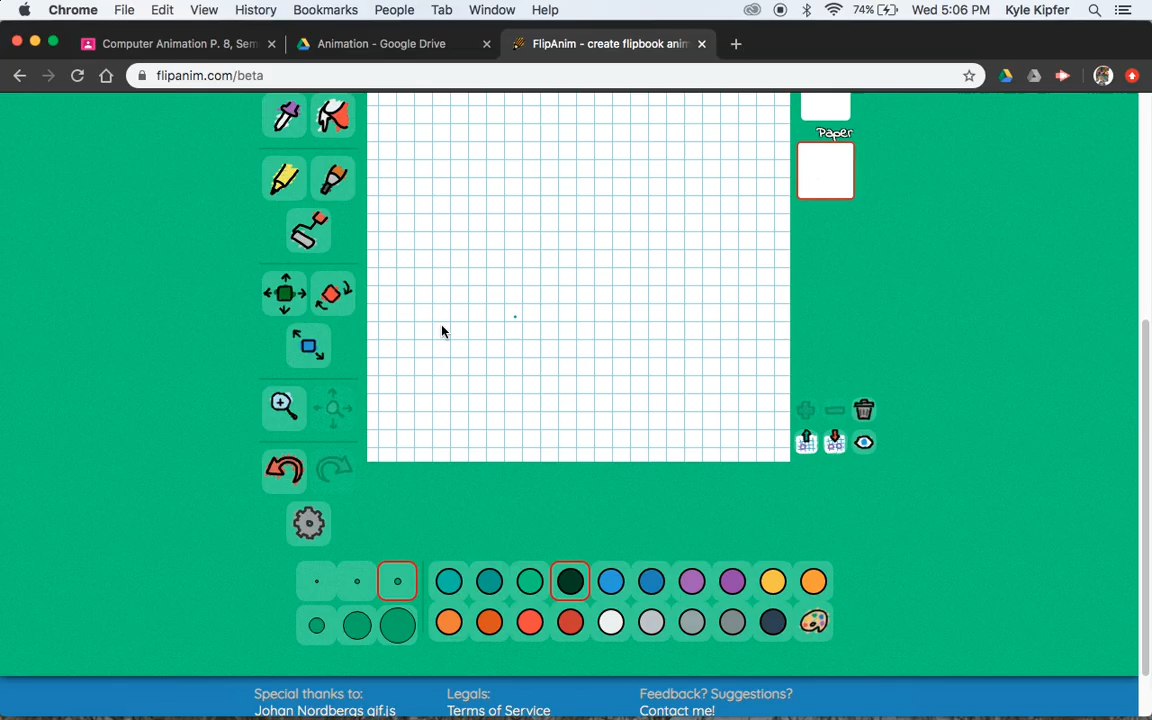 Chrome File Edit View History Bookmarks People Tab Window Help 74% Wed 5:06 PM Kyle Kipfer
Computer Animation P. 8, Sem Animation - Google Drive FlipAnim - create flipbook anim
flipanim.com/beta
Paper
Special thanks to: Legals: Feedback? Suggestions?
Johan Nordbergs gif.js Terms of Service Contact me!